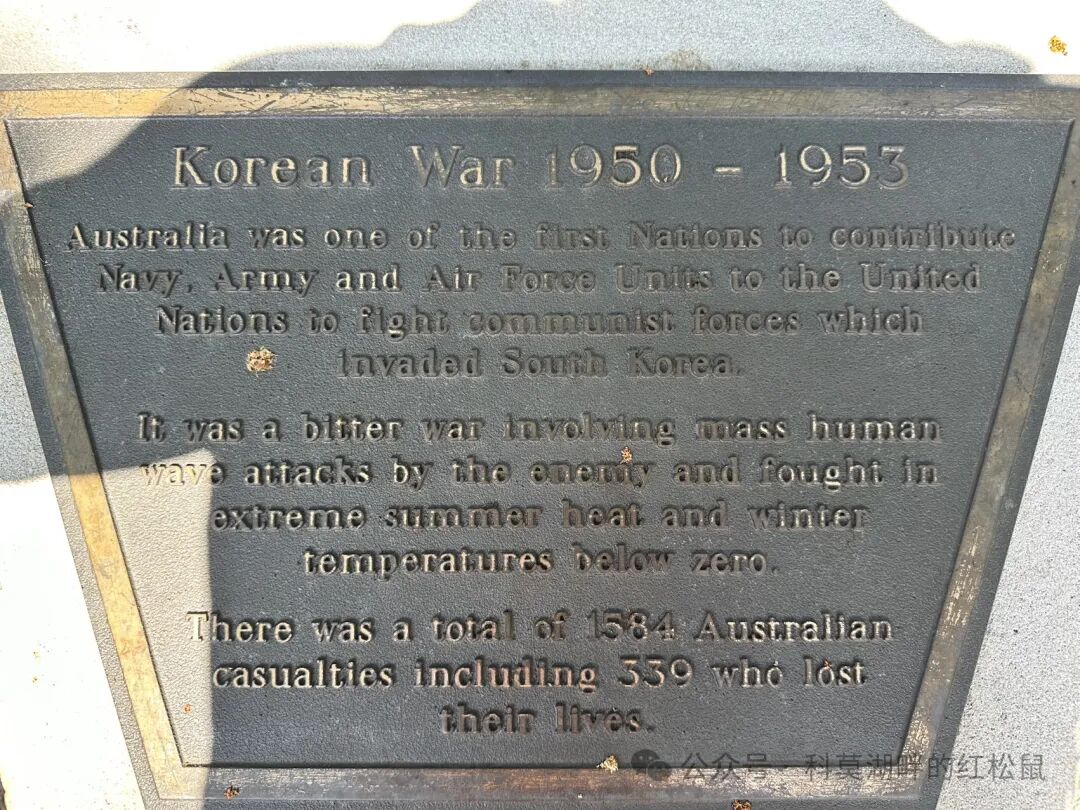 Korean War 1950 - 1953
Australia was one of the first Nations to contribute
Navy, Army and Air Force Units to the United
Nations to fight communist forces which
invaded South Korea.
It was a bitter war involving mass human
wave attacks by the enemy and fought in
extreme summer heat and winter
temperatures below zero.
There was a total of 1584 Australian
casualties including 339 who lost
their lives.
公众号 · 科莫湖畔的红松鼠